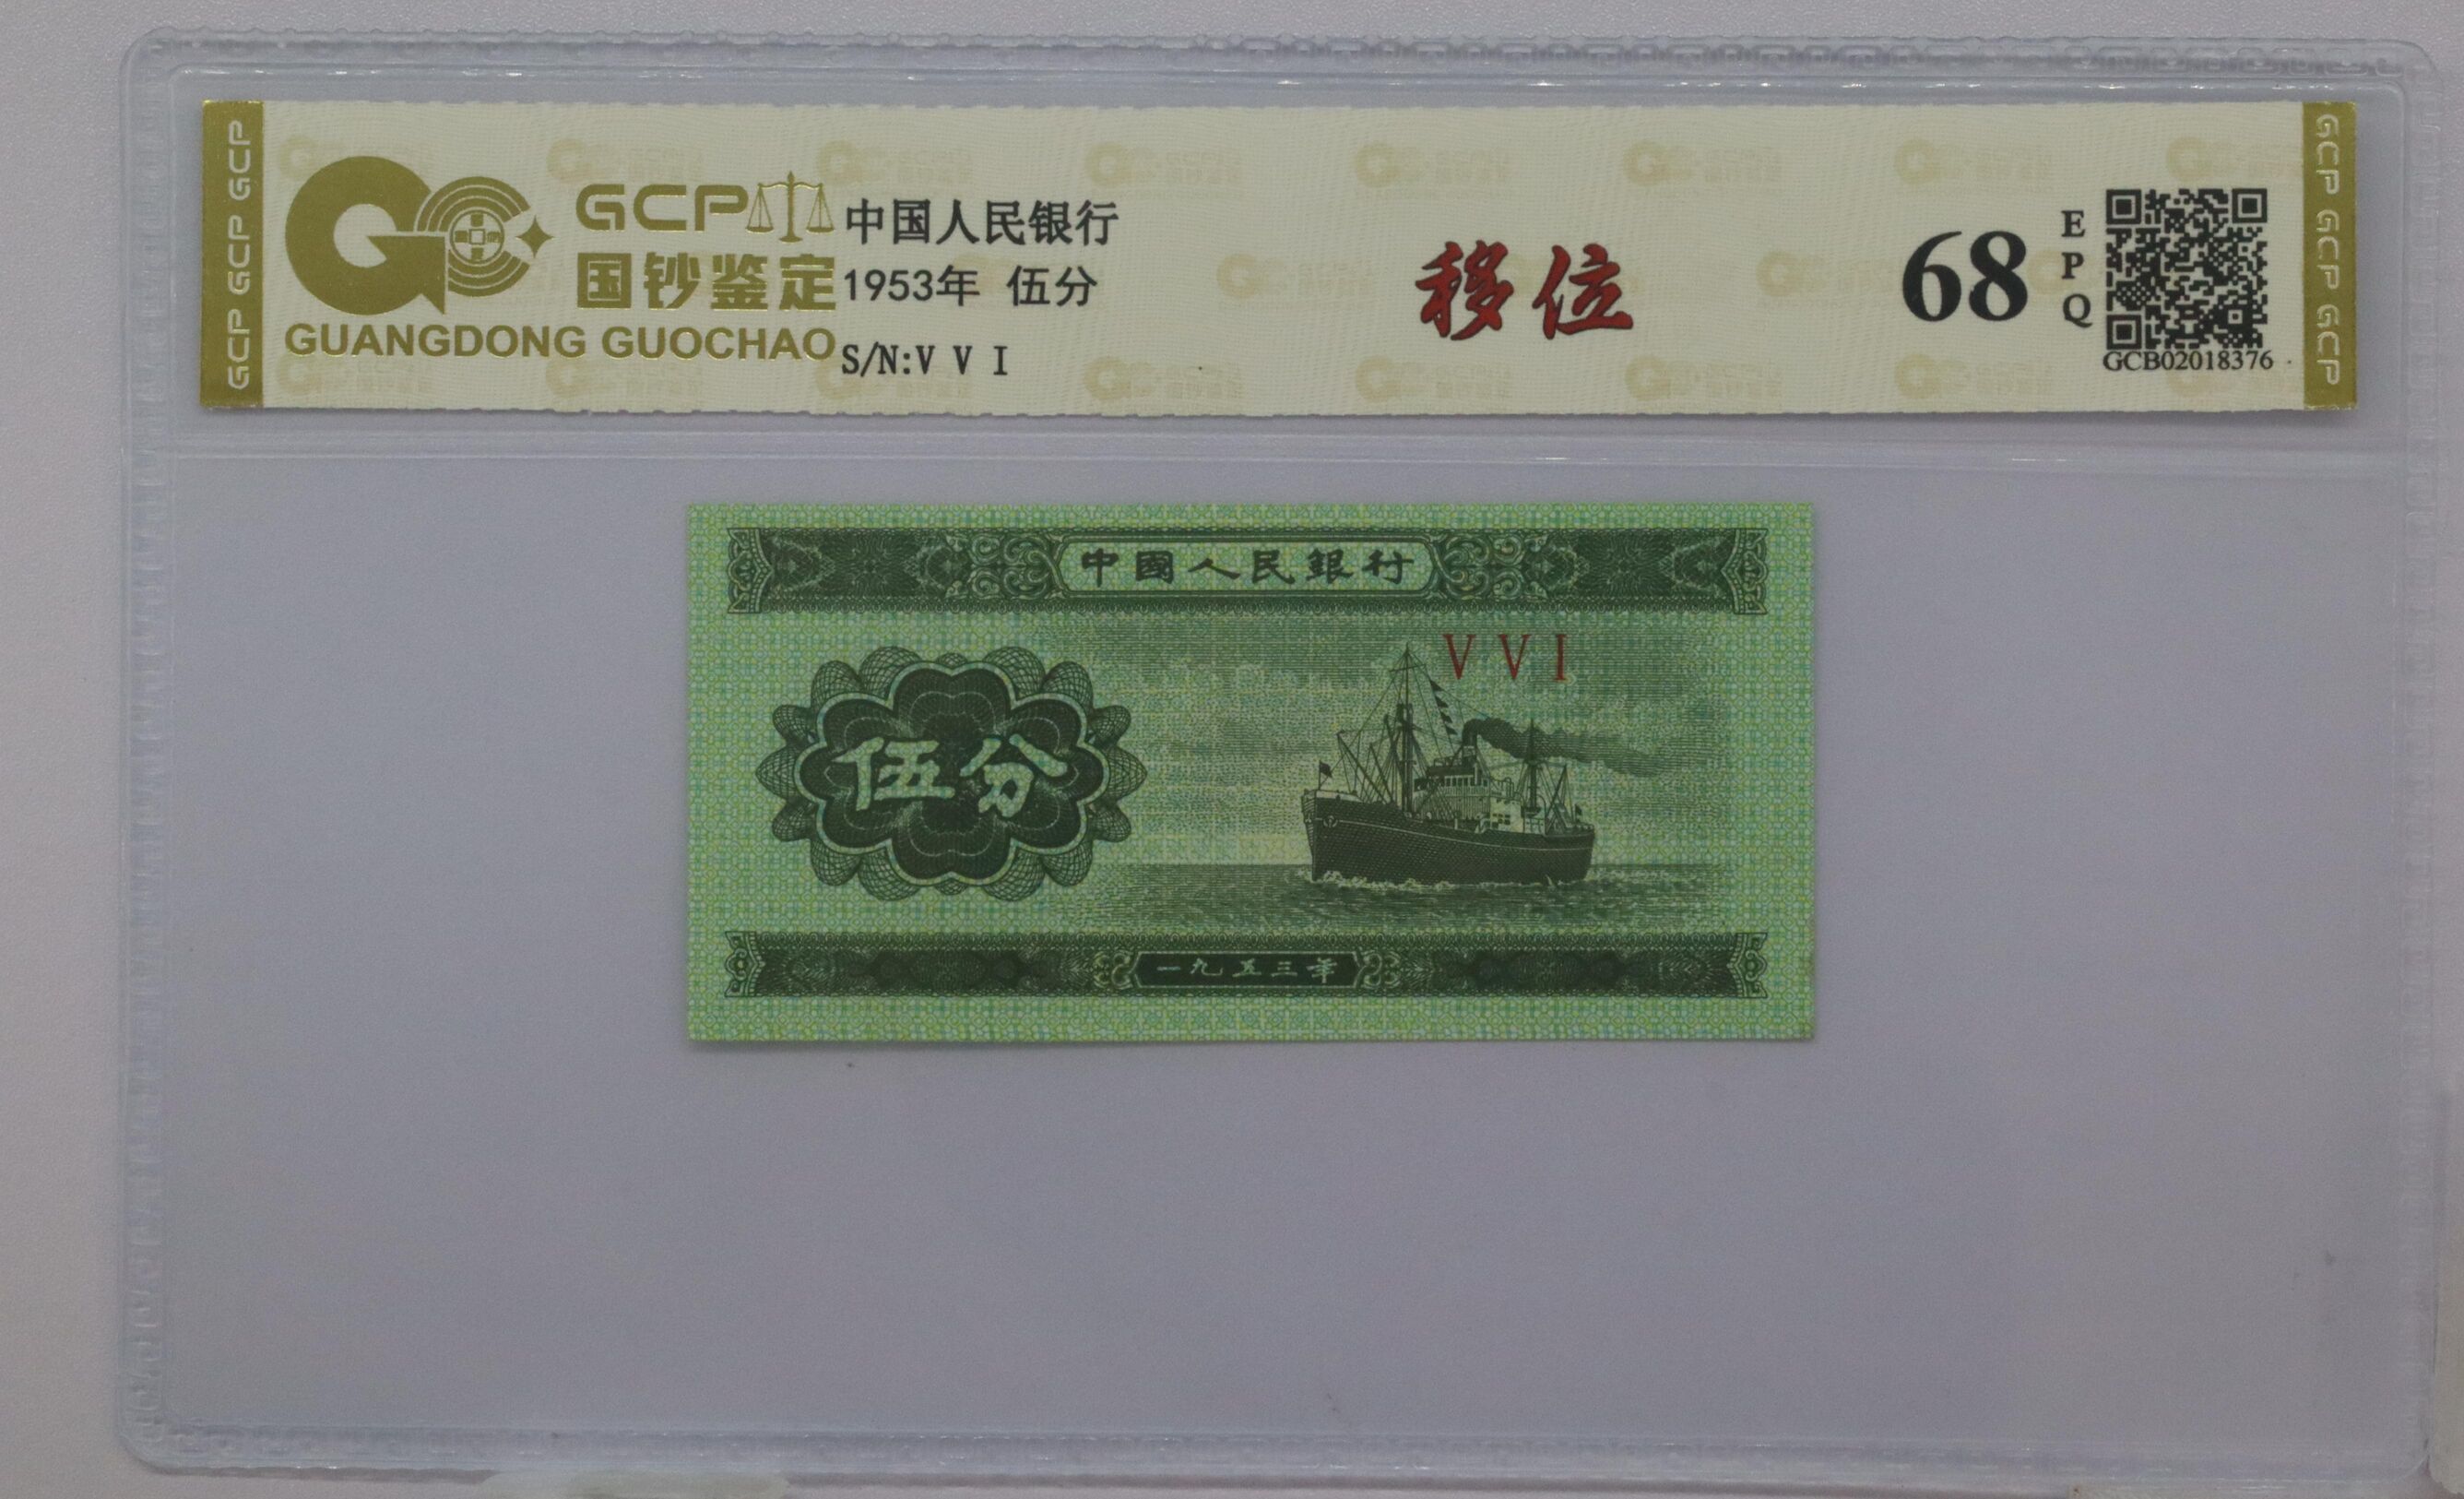 GCP GCP GCP
GCP
国钞鉴定
GUANGDONG GUOCHAO
中国人民银行
1953年 伍分
S/N:V V I
移位
68
E
P
Q
GCB02018376
GCP GCP GCP
中國人民銀行
V V I
伍分
一九五三年